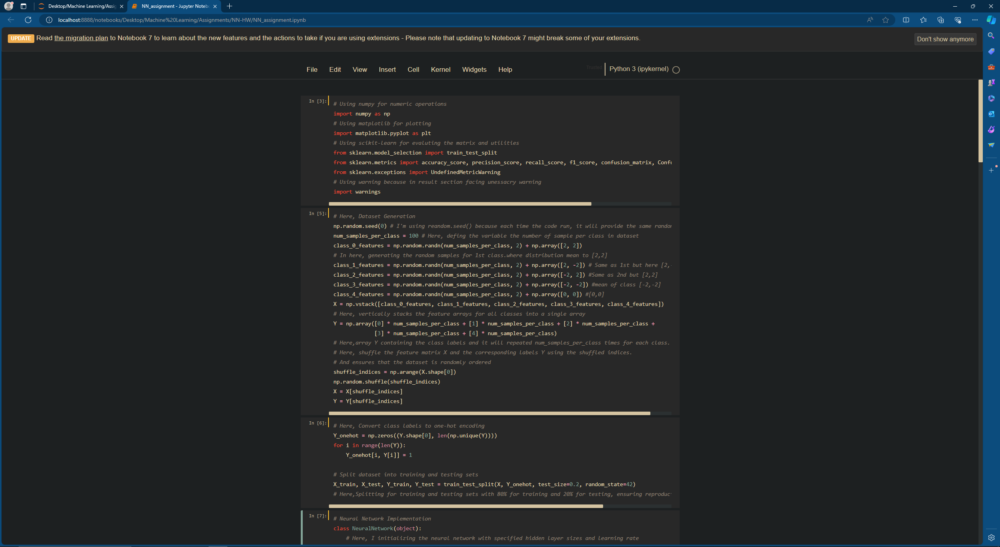 Desktop/Machine Learning/Assig
NN_assignment - Jupyter Notebo
localhost:8888/notebooks/Desktop/Machine%20Learning/Assignments/NN-HW/NN_assignment.ipynb
UPDATE Read the migration plan to Notebook 7 to learn about the new features and the actions to take if you are using extensions - Please note that updating to Notebook 7 might break some of your extensions.
Don't show anymore
File Edit View Insert Cell Kernel Widgets Help
Trusted
Python 3 (ipykernel)
In [3]:
# Using numpy for numeric operations
import numpy as np
# Using matplotlib for plotting
import matplotlib.pyplot as plt
# Using scikit-learn for evaluting the matrix and utilities
from sklearn.model_selection import train_test_split
from sklearn.metrics import accuracy_score, precision_score, recall_score, f1_score, confusion_matrix, Confu
from sklearn.exceptions import UndefinedMetricWarning
# Using warning because in result section facing unessacry warning
import warnings
In [5]:
# Here, Dataset Generation
np.random.seed(0) # I'm using reandom.seed() because each time the code run, it will provide the same random
num_samples_per_class = 100 # Here, defing the variable the number of sample per class in dataset
class_0_features = np.random.randn(num_samples_per_class, 2) + np.array([2, 2])
# In here, generating the random samples for 1st class.where distribution mean to [2,2]
class_1_features = np.random.randn(num_samples_per_class, 2) + np.array([2, -2]) # Same as 1st but here [2,-
class_2_features = np.random.randn(num_samples_per_class, 2) + np.array([-2, 2]) #Same as 2nd but [2,2]
class_3_features = np.random.randn(num_samples_per_class, 2) + np.array([-2, -2]) #mean of class [-2,-2]
class_4_features = np.random.randn(num_samples_per_class, 2) + np.array([0, 0]) #[0,0]
X = np.vstack([class_0_features, class_1_features, class_2_features, class_3_features, class_4_features])
# Here, vertically stacks the feature arrays for all classes into a single array
Y = np.array([0] * num_samples_per_class + [1] * num_samples_per_class + [2] * num_samples_per_class +
[3] * num_samples_per_class + [4] * num_samples_per_class)
# Here,array Y containing the class labels and it will repeated num_samples_per_class times for each class.
# Here, shuffle the feature matrix X and the corresponding labels Y using the shuffled indices.
# And ensures that the dataset is randomly ordered
shuffle_indices = np.arange(X.shape[0])
np.random.shuffle(shuffle_indices)
X = X[shuffle_indices]
Y = Y[shuffle_indices]
In [6]:
# Here, Convert class labels to one-hot encoding
Y_onehot = np.zeros((Y.shape[0], len(np.unique(Y))))
for i in range(len(Y)):
Y_onehot[i, Y[i]] = 1
# Split dataset into training and testing sets
X_train, X_test, Y_train, Y_test = train_test_split(X, Y_onehot, test_size=0.2, random_state=42)
# Here,Splitting for training and testing sets with 80% for training and 20% for testing, ensuring reproduc
In [7]:
# Neural Network Implementation
class NeuralNetwork(object):
# Here, I initializing the neural network with specified hidden layer sizes and learning rate